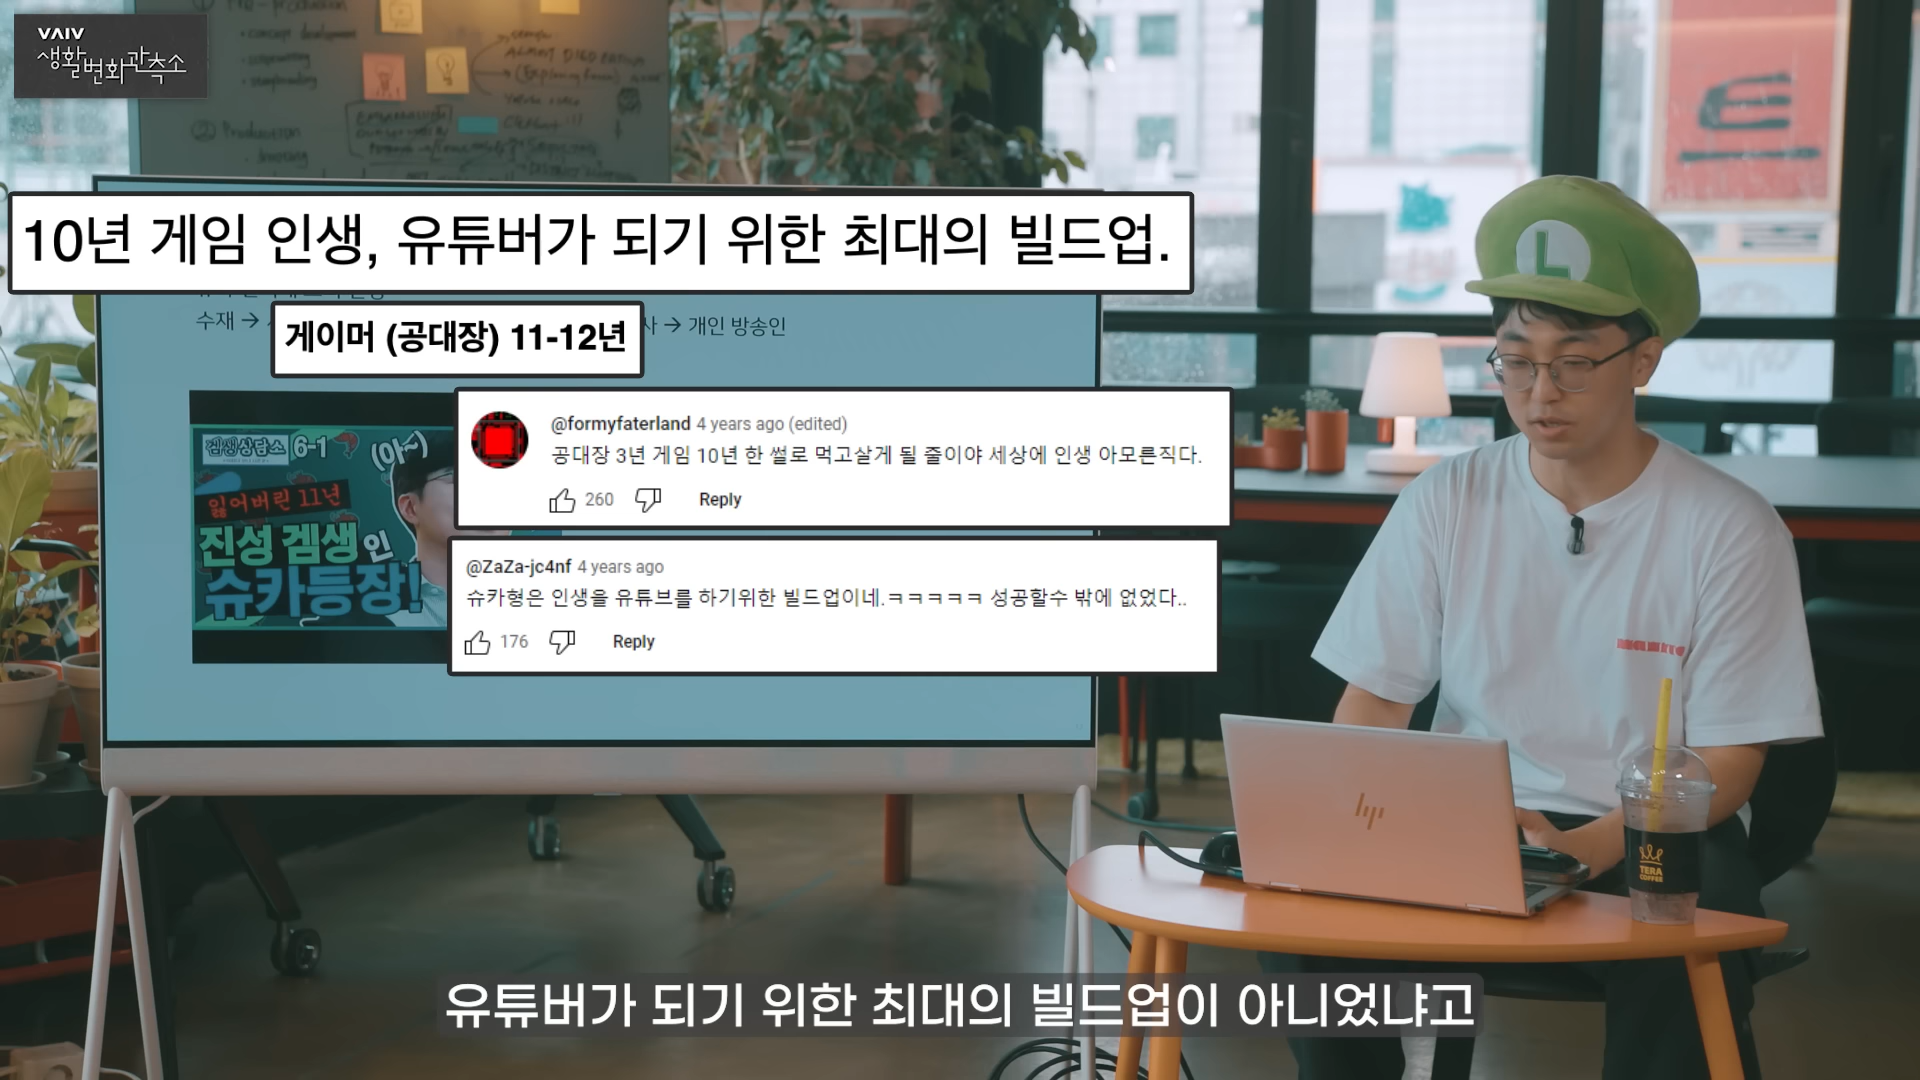 VAIV
생활변화관측소
10년 게임 인생, 유튜버가 되기 위한 최대의 빌드업.
수재 →
→ 개인 방송인
게이머 (공대장) 11-12년
@formyfaterland 4 years ago (edited)
공대장 3년 게임 10년 한 썰로 먹고살게 될 줄이야 세상에 인생 아모른직다.
260 Reply
겜생상담소 6-1 (아~)
잃어버린 11년
진성 겜생인
슈카등장!
@ZaZa-jc4nf 4 years ago
슈카형은 인생을 유튜브를 하기위한 빌드업이네.ㅋㅋㅋㅋㅋ 성공할수 밖에 없었다..
176 Reply
L
hp
TERA
COFFEE
유튜버가 되기 위한 최대의 빌드업이 아니었냐고